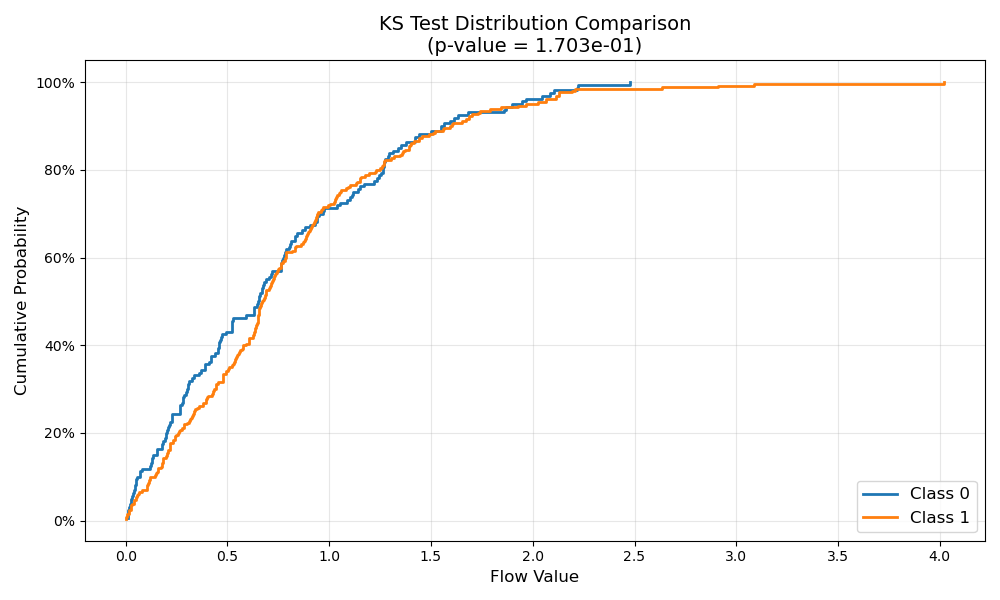 KS Test Distribution Comparison
(p-value = 1.703e-01)
Cumulative Probability
100%
80%
60%
40%
20%
0%
0.0 0.5 1.0 1.5 2.0 2.5 3.0 3.5 4.0
Flow Value
Class 0
Class 1